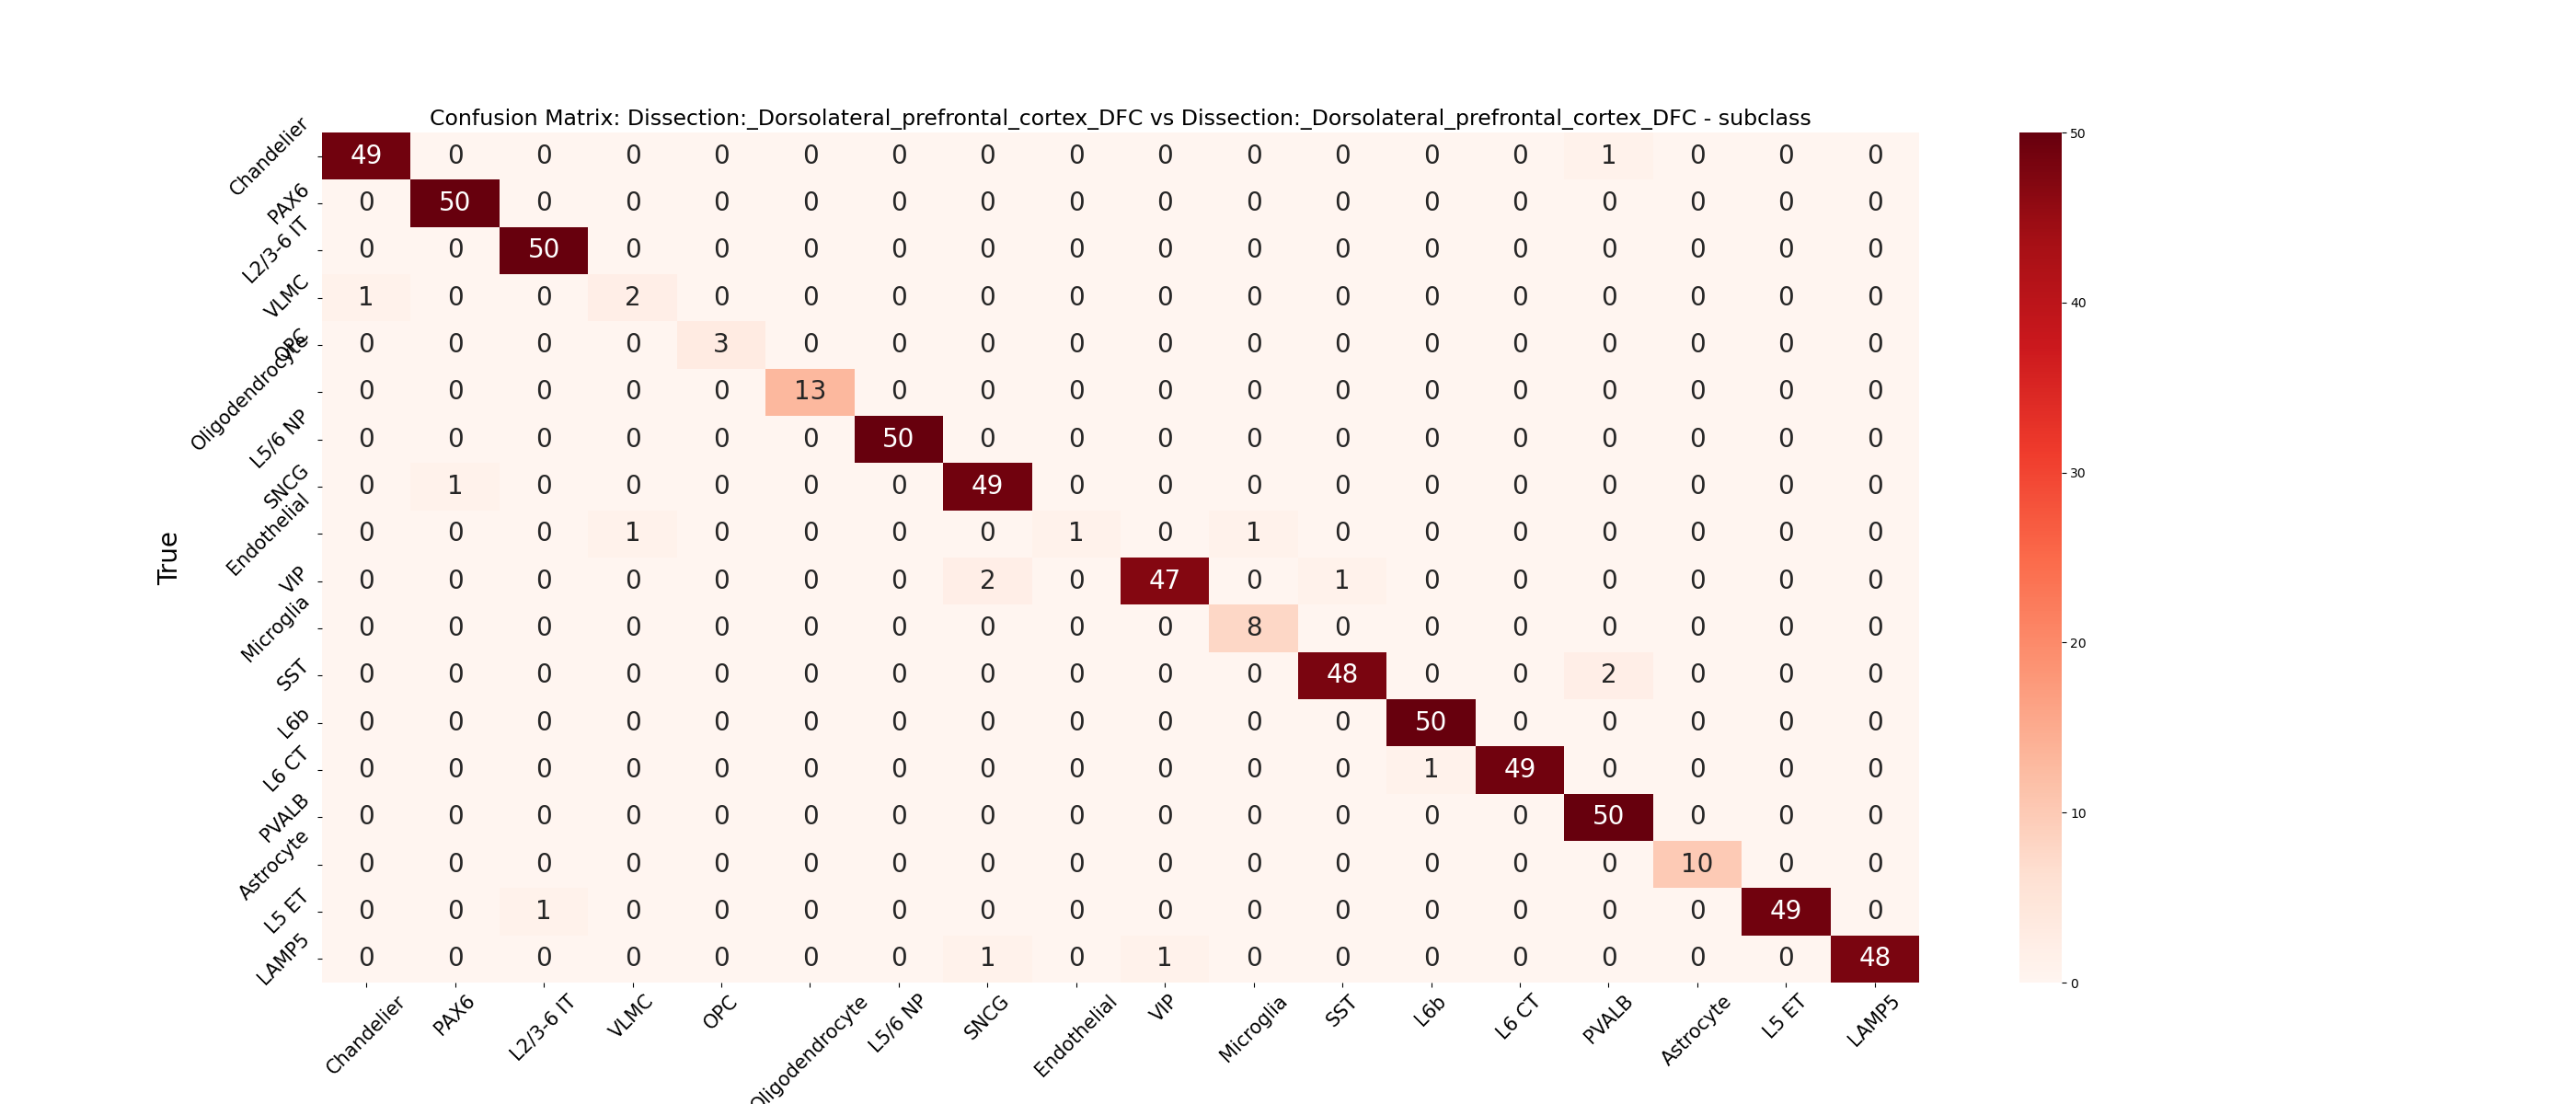 Confusion Matrix: Dissection:_Dorsolateral_prefrontal_cortex_DFC vs Dissection:_Dorsolateral_prefrontal_cortex_DFC - subclass
Chandelier 49 0 0 0 0 0 0 0 0 0 0 0 0 0 1 0 0 0
PAX6 0 50 0 0 0 0 0 0 0 0 0 0 0 0 0 0 0 0
L2/3-6 IT 0 0 50 0 0 0 0 0 0 0 0 0 0 0 0 0 0 0
VLMC 1 0 0 2 0 0 0 0 0 0 0 0 0 0 0 0 0 0
OPC 0 0 0 0 3 0 0 0 0 0 0 0 0 0 0 0 0 0
Oligodendrocyte 0 0 0 0 0 13 0 0 0 0 0 0 0 0 0 0 0 0
L5/6 NP 0 0 0 0 0 0 50 0 0 0 0 0 0 0 0 0 0 0
SNCG 0 1 0 0 0 0 0 49 0 0 0 0 0 0 0 0 0 0
Endothelial 0 0 0 1 0 0 0 0 1 0 1 0 0 0 0 0 0 0
VIP 0 0 0 0 0 0 0 2 0 47 0 1 0 0 0 0 0 0
Microglia 0 0 0 0 0 0 0 0 0 0 8 0 0 0 0 0 0 0
SST 0 0 0 0 0 0 0 0 0 0 0 48 0 0 2 0 0 0
L6b 0 0 0 0 0 0 0 0 0 0 0 0 50 0 0 0 0 0
L6 CT 0 0 0 0 0 0 0 0 0 0 0 0 1 49 0 0 0 0
PVALB 0 0 0 0 0 0 0 0 0 0 0 0 0 0 50 0 0 0
Astrocyte 0 0 0 0 0 0 0 0 0 0 0 0 0 0 0 10 0 0
L5 ET 0 0 1 0 0 0 0 0 0 0 0 0 0 0 0 0 49 0
LAMP5 0 0 0 0 0 0 0 1 0 1 0 0 0 0 0 0 0 48
True
Chandelier PAX6 L2/3-6 IT VLMC OPC Oligodendrocyte L5/6 NP SNCG Endothelial VIP Microglia SST L6b L6 CT PVALB Astrocyte L5 ET LAMP5
50
40
30
20
10
0